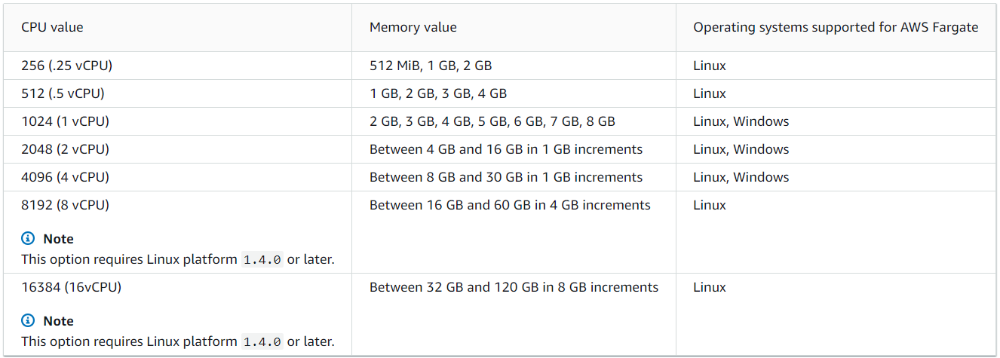 CPU value Memory value Operating systems supported for AWS Fargate
256 (.25 vCPU) 512 MiB, 1 GB, 2 GB Linux
512 (.5 vCPU) 1 GB, 2 GB, 3 GB, 4 GB Linux
1024 (1 vCPU) 2 GB, 3 GB, 4 GB, 5 GB, 6 GB, 7 GB, 8 GB Linux, Windows
2048 (2 vCPU) Between 4 GB and 16 GB in 1 GB increments Linux, Windows
4096 (4 vCPU) Between 8 GB and 30 GB in 1 GB increments Linux, Windows
8192 (8 vCPU) Between 16 GB and 60 GB in 4 GB increments Linux
Note
This option requires Linux platform 1.4.0 or later.
16384 (16vCPU) Between 32 GB and 120 GB in 8 GB increments Linux
Note
This option requires Linux platform 1.4.0 or later.